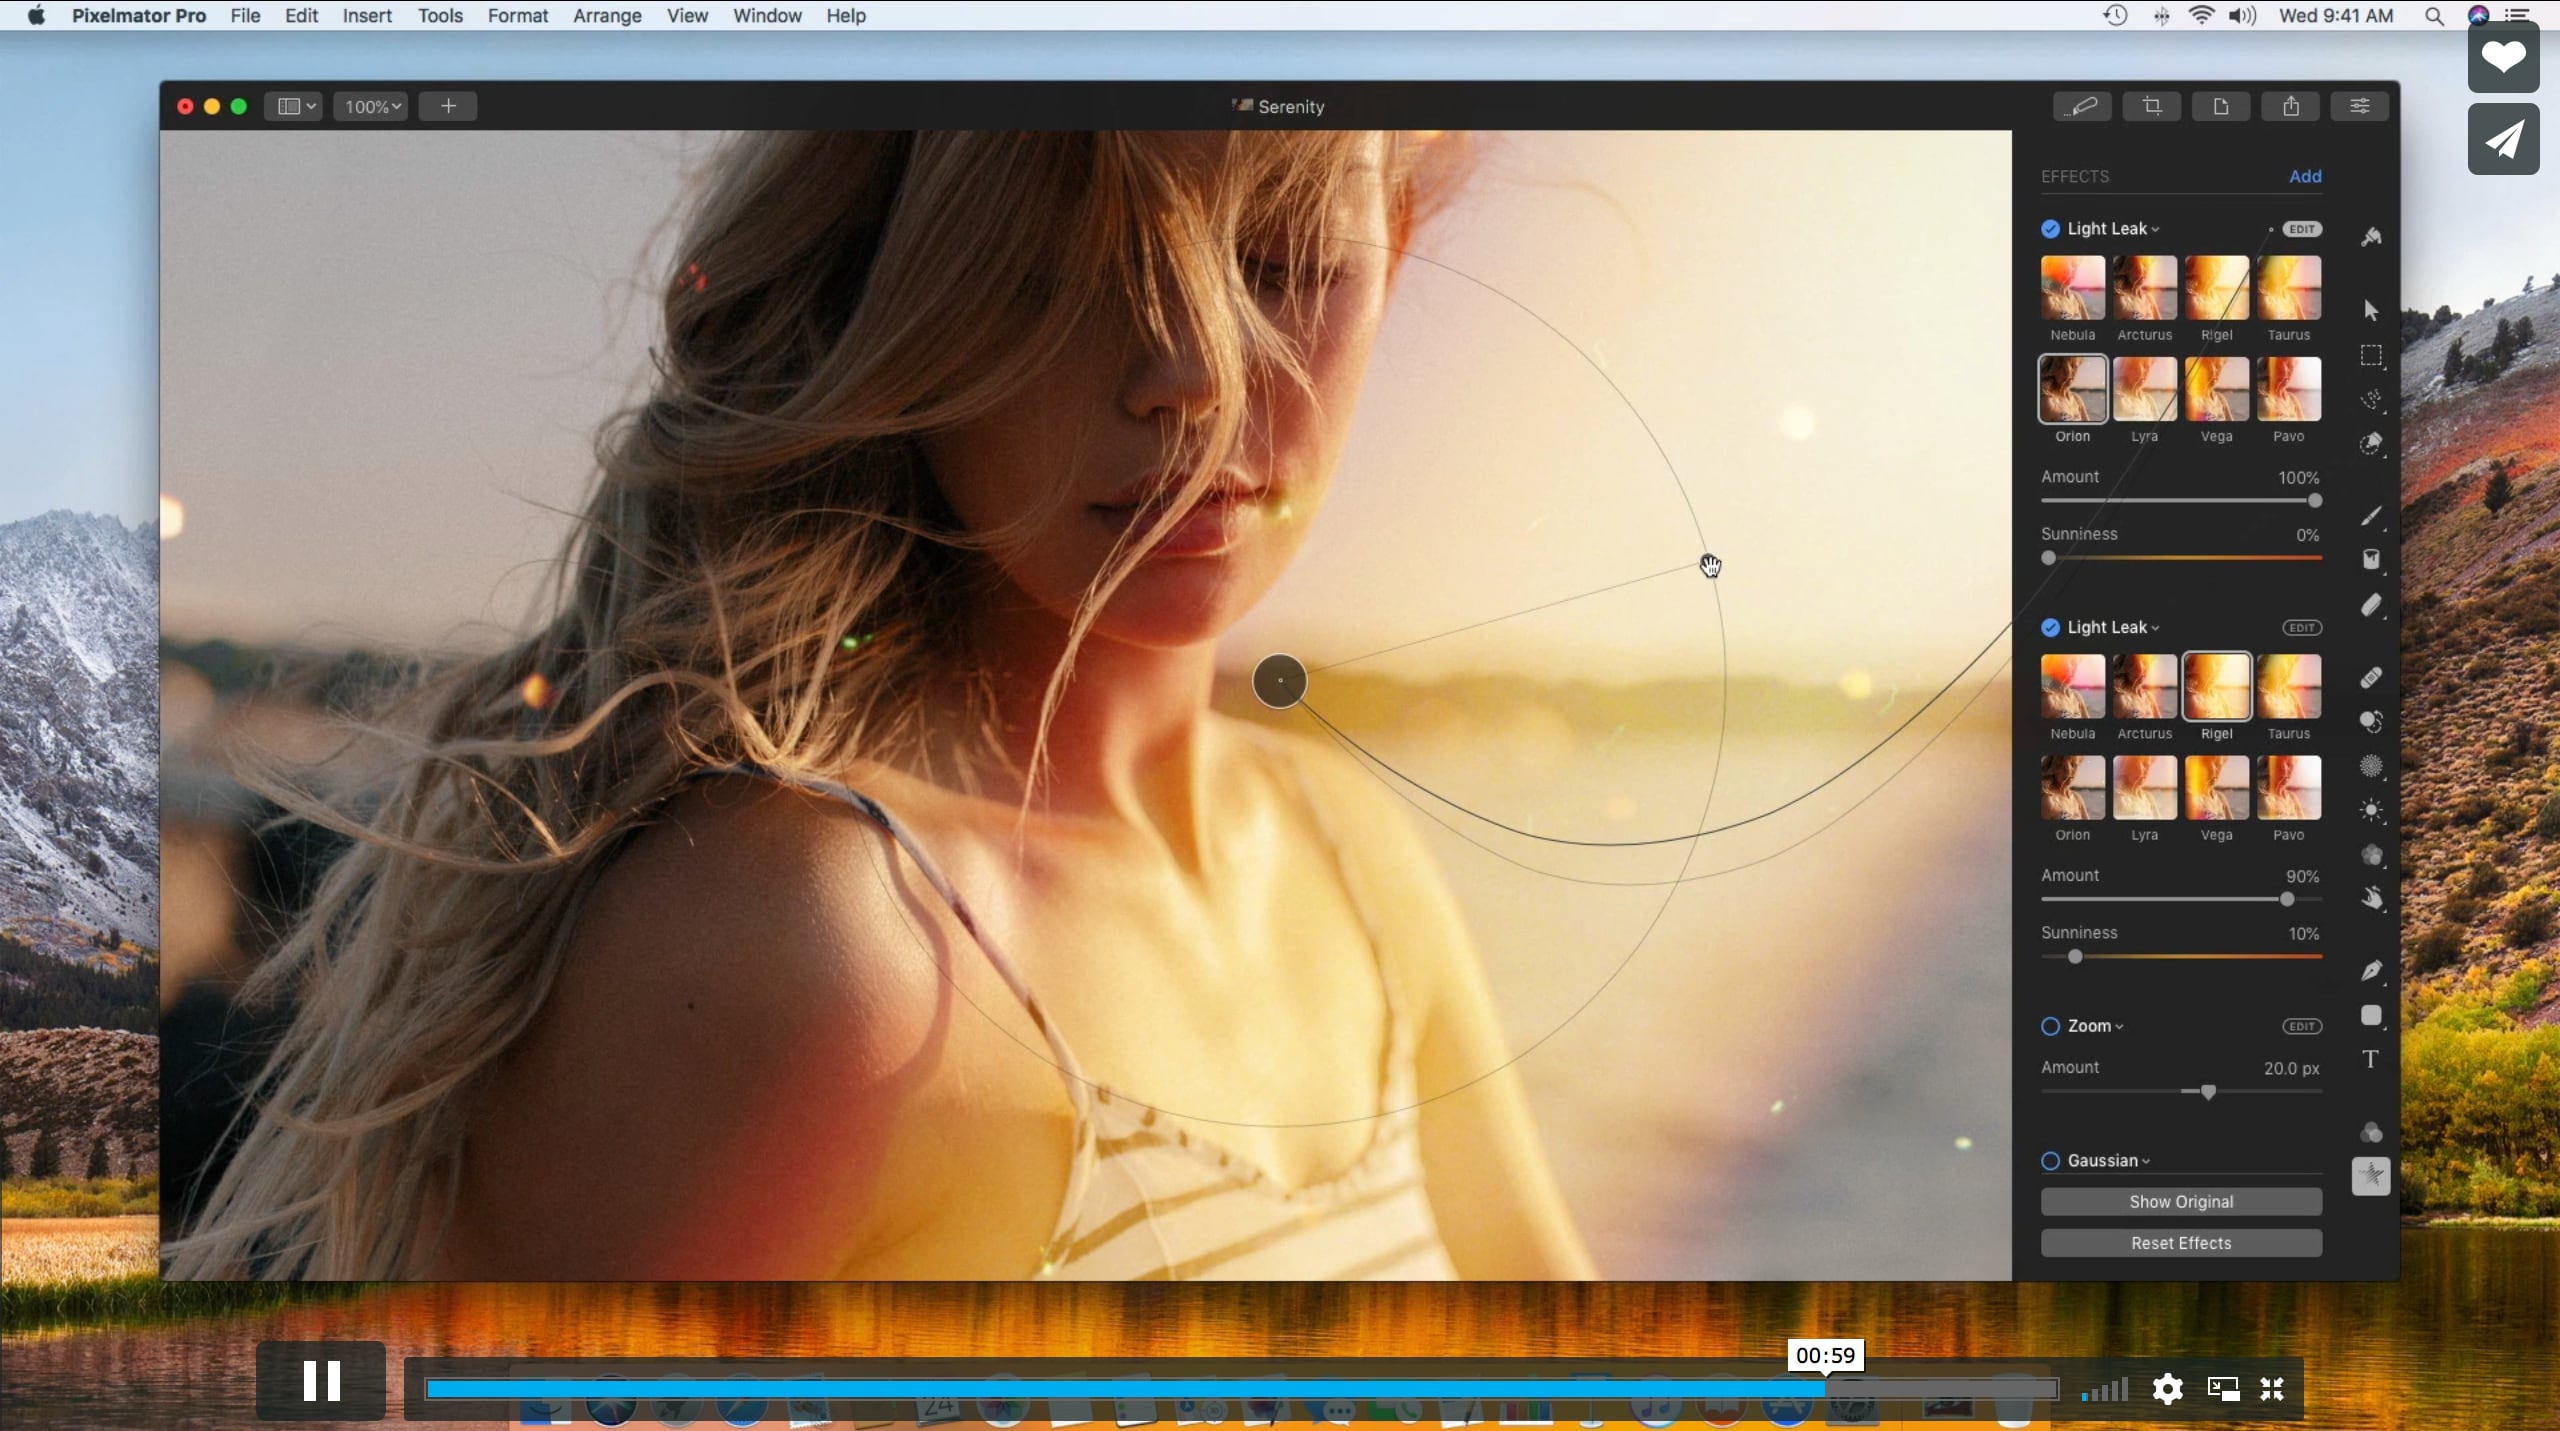 Pixelmator Pro File Edit Insert Tools Format Arrange View Window Help Wed 9:41 AM
100% Serenity
EFFECTS Add
Light Leak EDIT
Nebula Arcturus Rigel Taurus
Orion Lyra Vega Pavo
Amount 100%
Sunniness 0%
Light Leak EDIT
Nebula Arcturus Rigel Taurus
Orion Lyra Vega Pavo
Amount 90%
Sunniness 10%
Zoom EDIT
Amount 20.0 px
T
Gaussian
Show Original
Reset Effects
00:59
24